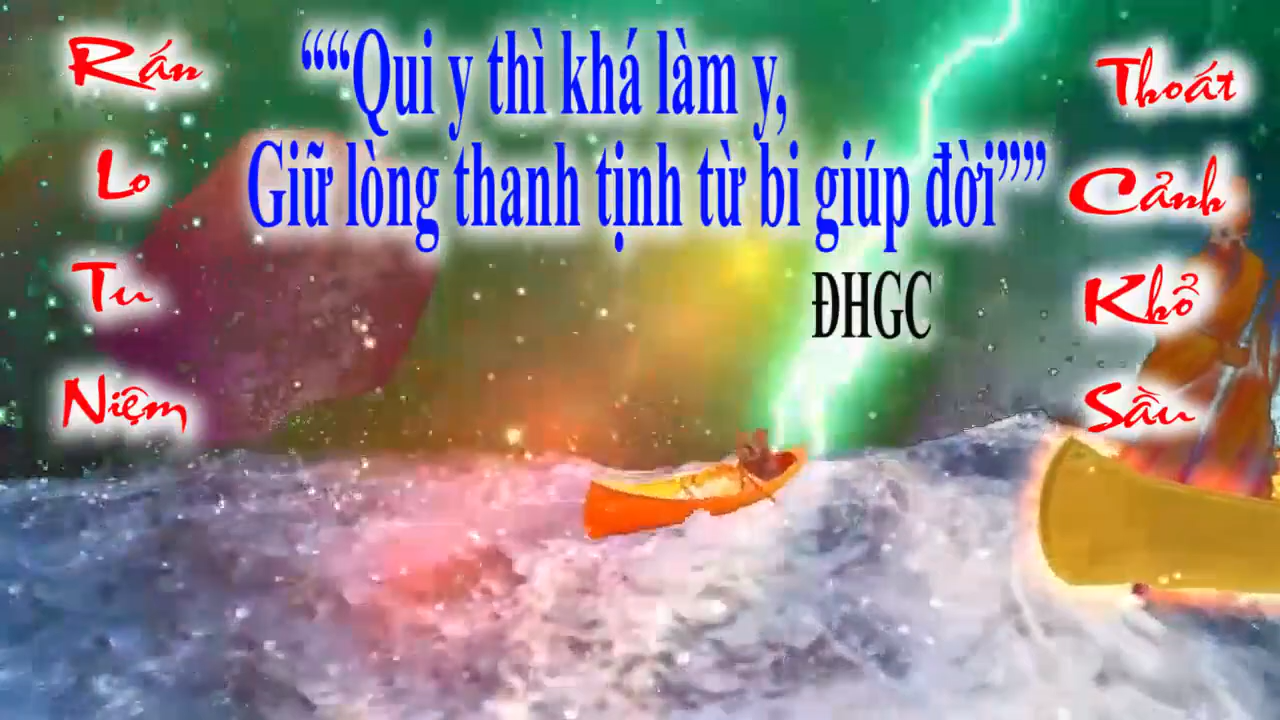 Rấn
Lo
Tu
Niệm
““Qui y thì khá làm y,
Giữ lòng thanh tịnh từ bi giúp đời””
ĐHGC
Thoát
Cảnh
Khổ
Sầu